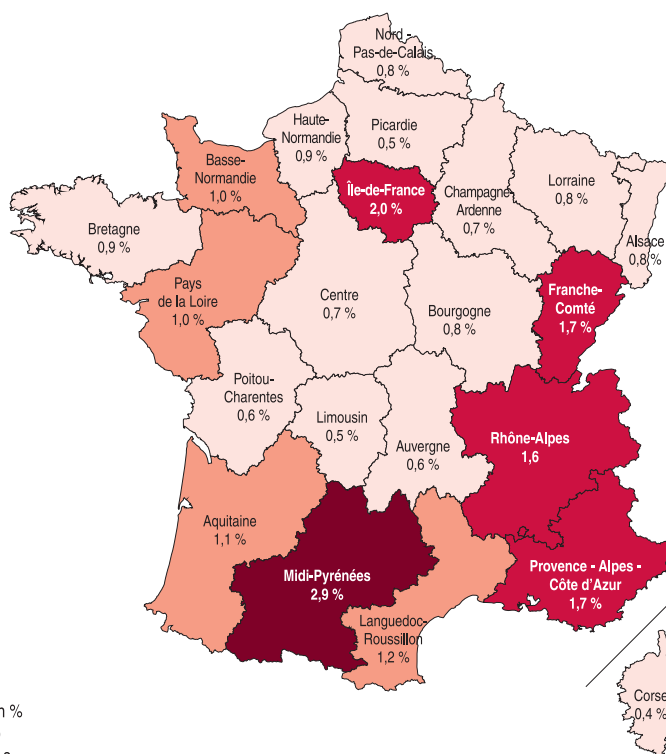 Nord -
Pas-de-Calais
0,8 %
Haute-
Normandie
0,9 %
Picardie
0,5 %
Basse-
Normandie
1,0 %
Île-de-France
2,0 %
Champagne-
Ardenne
0,7 %
Lorraine
0,8 %
Alsace
0,8 %
Bretagne
0,9 %
Pays
de la Loire
1,0 %
Centre
0,7 %
Bourgogne
0,8 %
Franche-
Comté
1,7 %
Poitou-
Charentes
0,6 %
Limousin
0,5 %
Auvergne
0,6 %
Rhône-Alpes
1,6
Aquitaine
1,1 %
Midi-Pyrénées
2,9 %
Languedoc-
Roussillon
1,2 %
Provence - Alpes -
Côte d'Azur
1,7 %
Corse
0,4 %
%